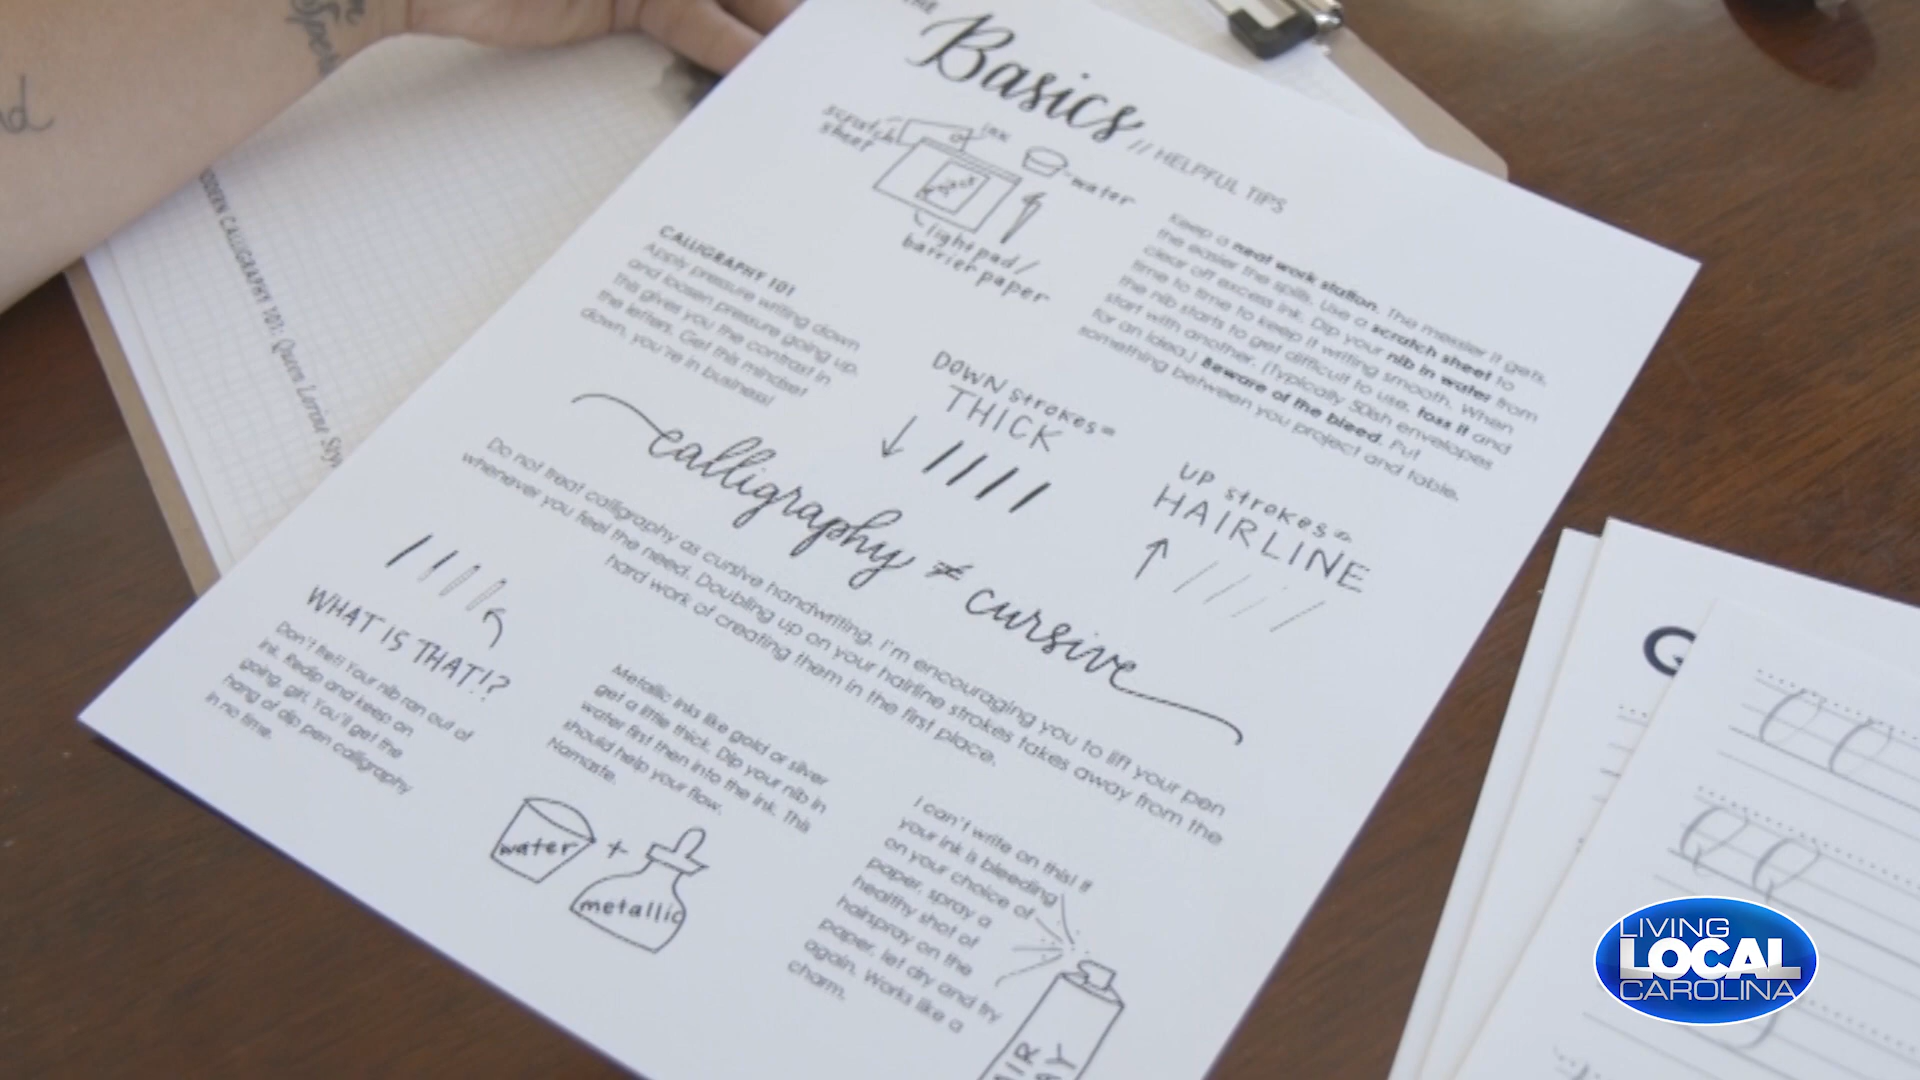 THE
Basics // HELPFUL TIPS
scratch
sheet
ink
water
light pad/
barrier paper
Keep a neat work station. The messier it gets,
the easier the spills. Use a scratch sheet to
clear off excess ink. Dip your nib in water from
time to time to keep it writing smooth. When
the nib starts to get difficult to use, toss it and
start with another. (Typically 50ish envelopes
for an idea.) Beware of the bleed. Put
something between you project and table.
CALLIGRAPHY 101
Apply pressure writing down
and loosen pressure going up.
This gives you the contrast in
the letters. Get this mindset
down, you're in business!
DOWN strokes=
THICK
UP strokes=
HAIRLINE
calligraphy ≠ cursive
Do not treat calligraphy as cursive handwriting. I'm encouraging you to lift your pen
whenever you feel the need. Doubling up on your hairline strokes takes away from the
hard work of creating them in the first place.
WHAT IS THAT!?
Don't fret! Your nib ran out of
ink. Redip and keep on
going, girl. You'll get the
hang of dip pen calligraphy
in no time.
Metallic inks like gold or silver
get a little thick. Dip your nib in
water first then into the ink. This
should help your flow.
Namaste.
water + metallic
I can't write on this! If
your ink is bleeding
on your choice of
paper, spray a
healthy shot of
hairspray on the
paper, let dry and try
again. Works like a
charm.
MODERN CALLIGRAPHY 101: Queen Lorine Style
LIVING
LOCAL
CAROLINA